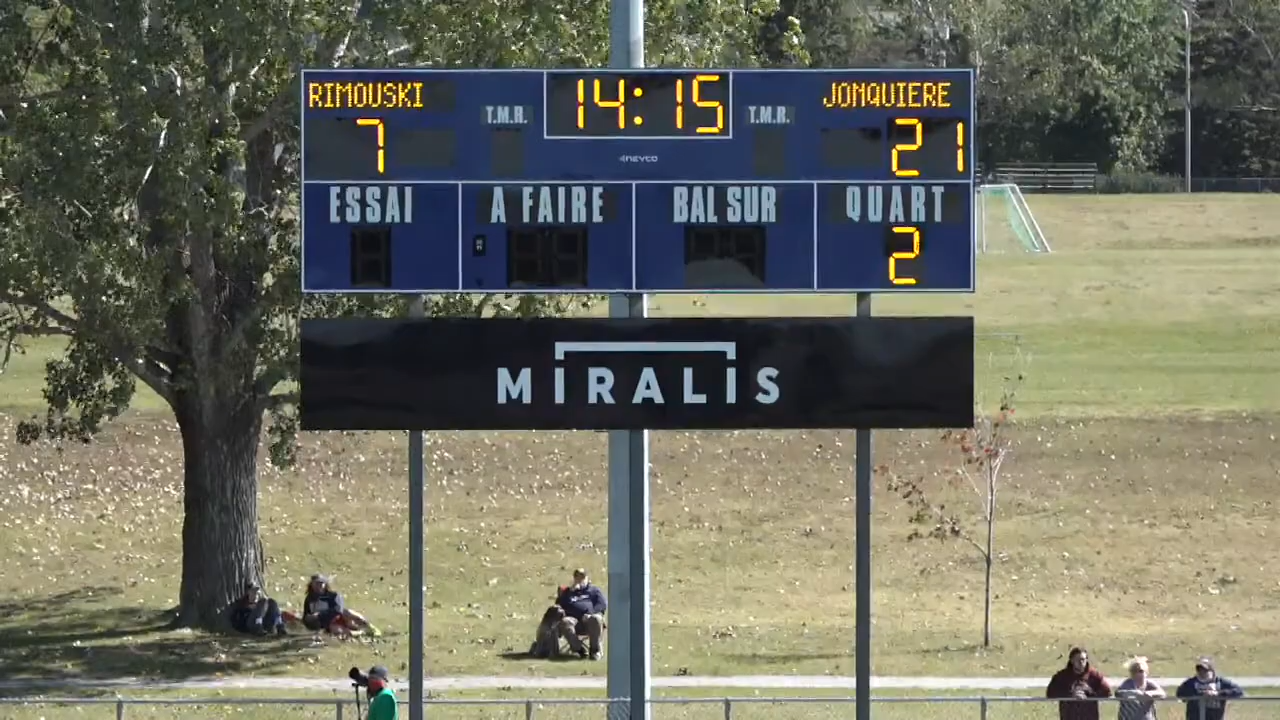 RIMOUSKI 14:15 JONQUIERE
T.M.R. T.M.R.
7 21
NEVCO
ESSAI A FAIRE BAL SUR QUART
2
MIRALIS